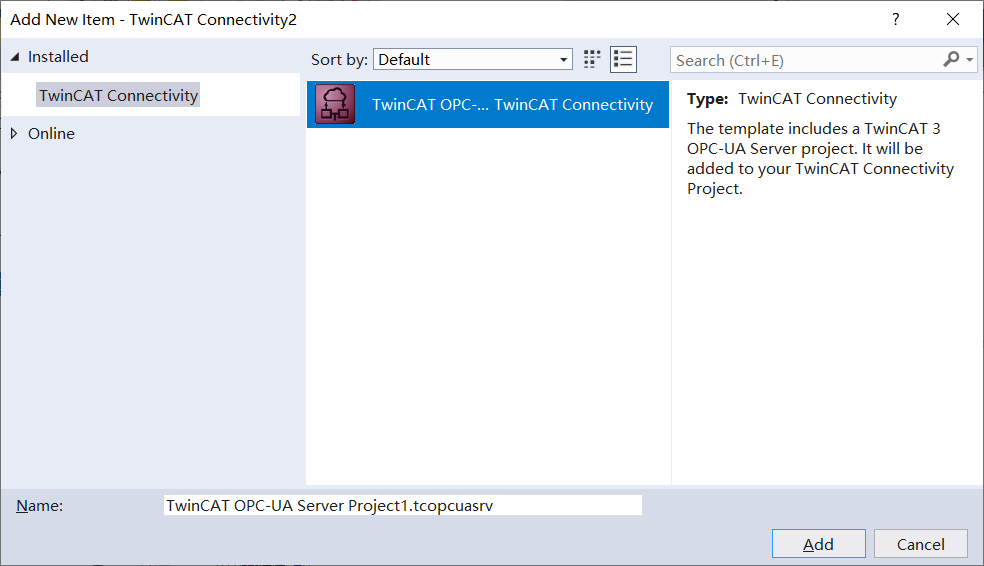 Add New Item - TwinCAT Connectivity2
?
Installed
TwinCAT Connectivity
Online
Sort by: Default
Search (Ctrl+E)
TwinCAT OPC-... TwinCAT Connectivity
Type: TwinCAT Connectivity
The template includes a TwinCAT 3
OPC-UA Server project. It will be
added to your TwinCAT Connectivity
Project.
Name: TwinCAT OPC-UA Server Project1.tcopcuasrv
Add Cancel